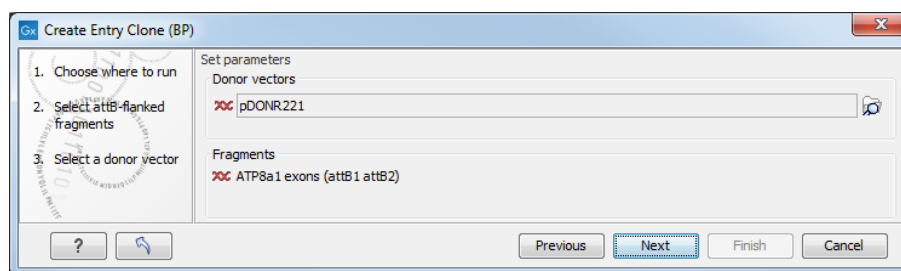 Gx Create Entry Clone (BP)
X
1. Choose where to run
2. Select attB-flanked
fragments
3. Select a donor vector
Set parameters
Donor vectors
pDONR221
Fragments
ATP8a1 exons (attB1 attB2)
? Previous Next Finish Cancel